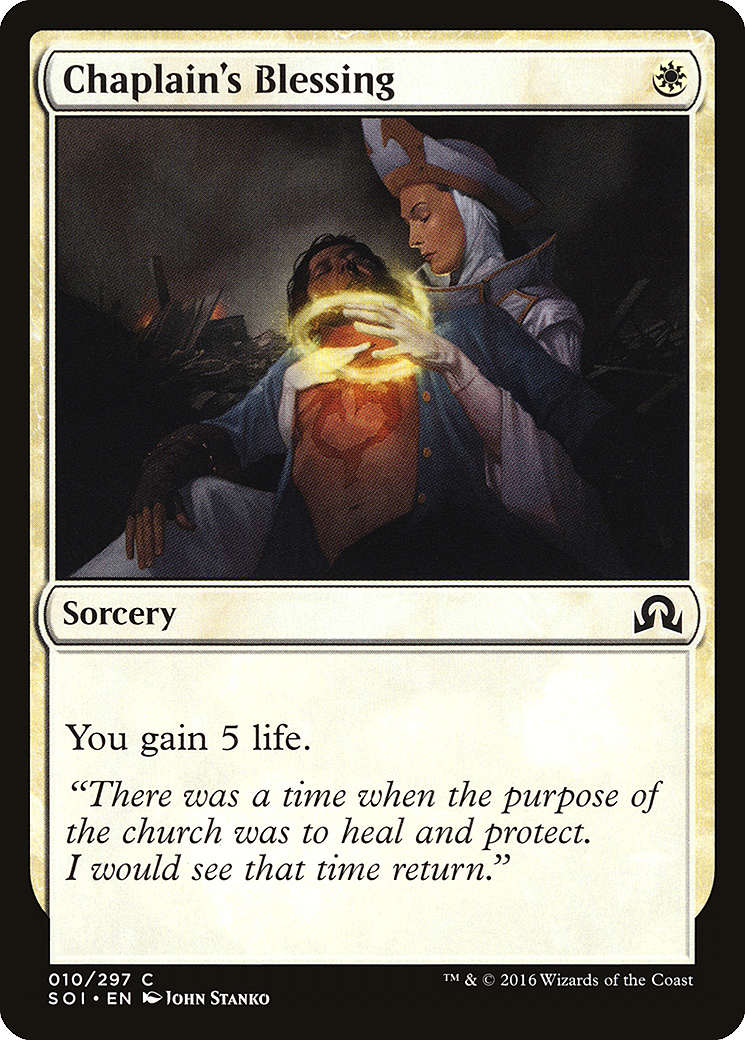 Chaplain's Blessing
Sorcery
You gain 5 life.
“There was a time when the purpose of
the church was to heal and protect.
I would see that time return.”
010/297 C
SOI • EN John Stanko
™ & © 2016 Wizards of the Coast